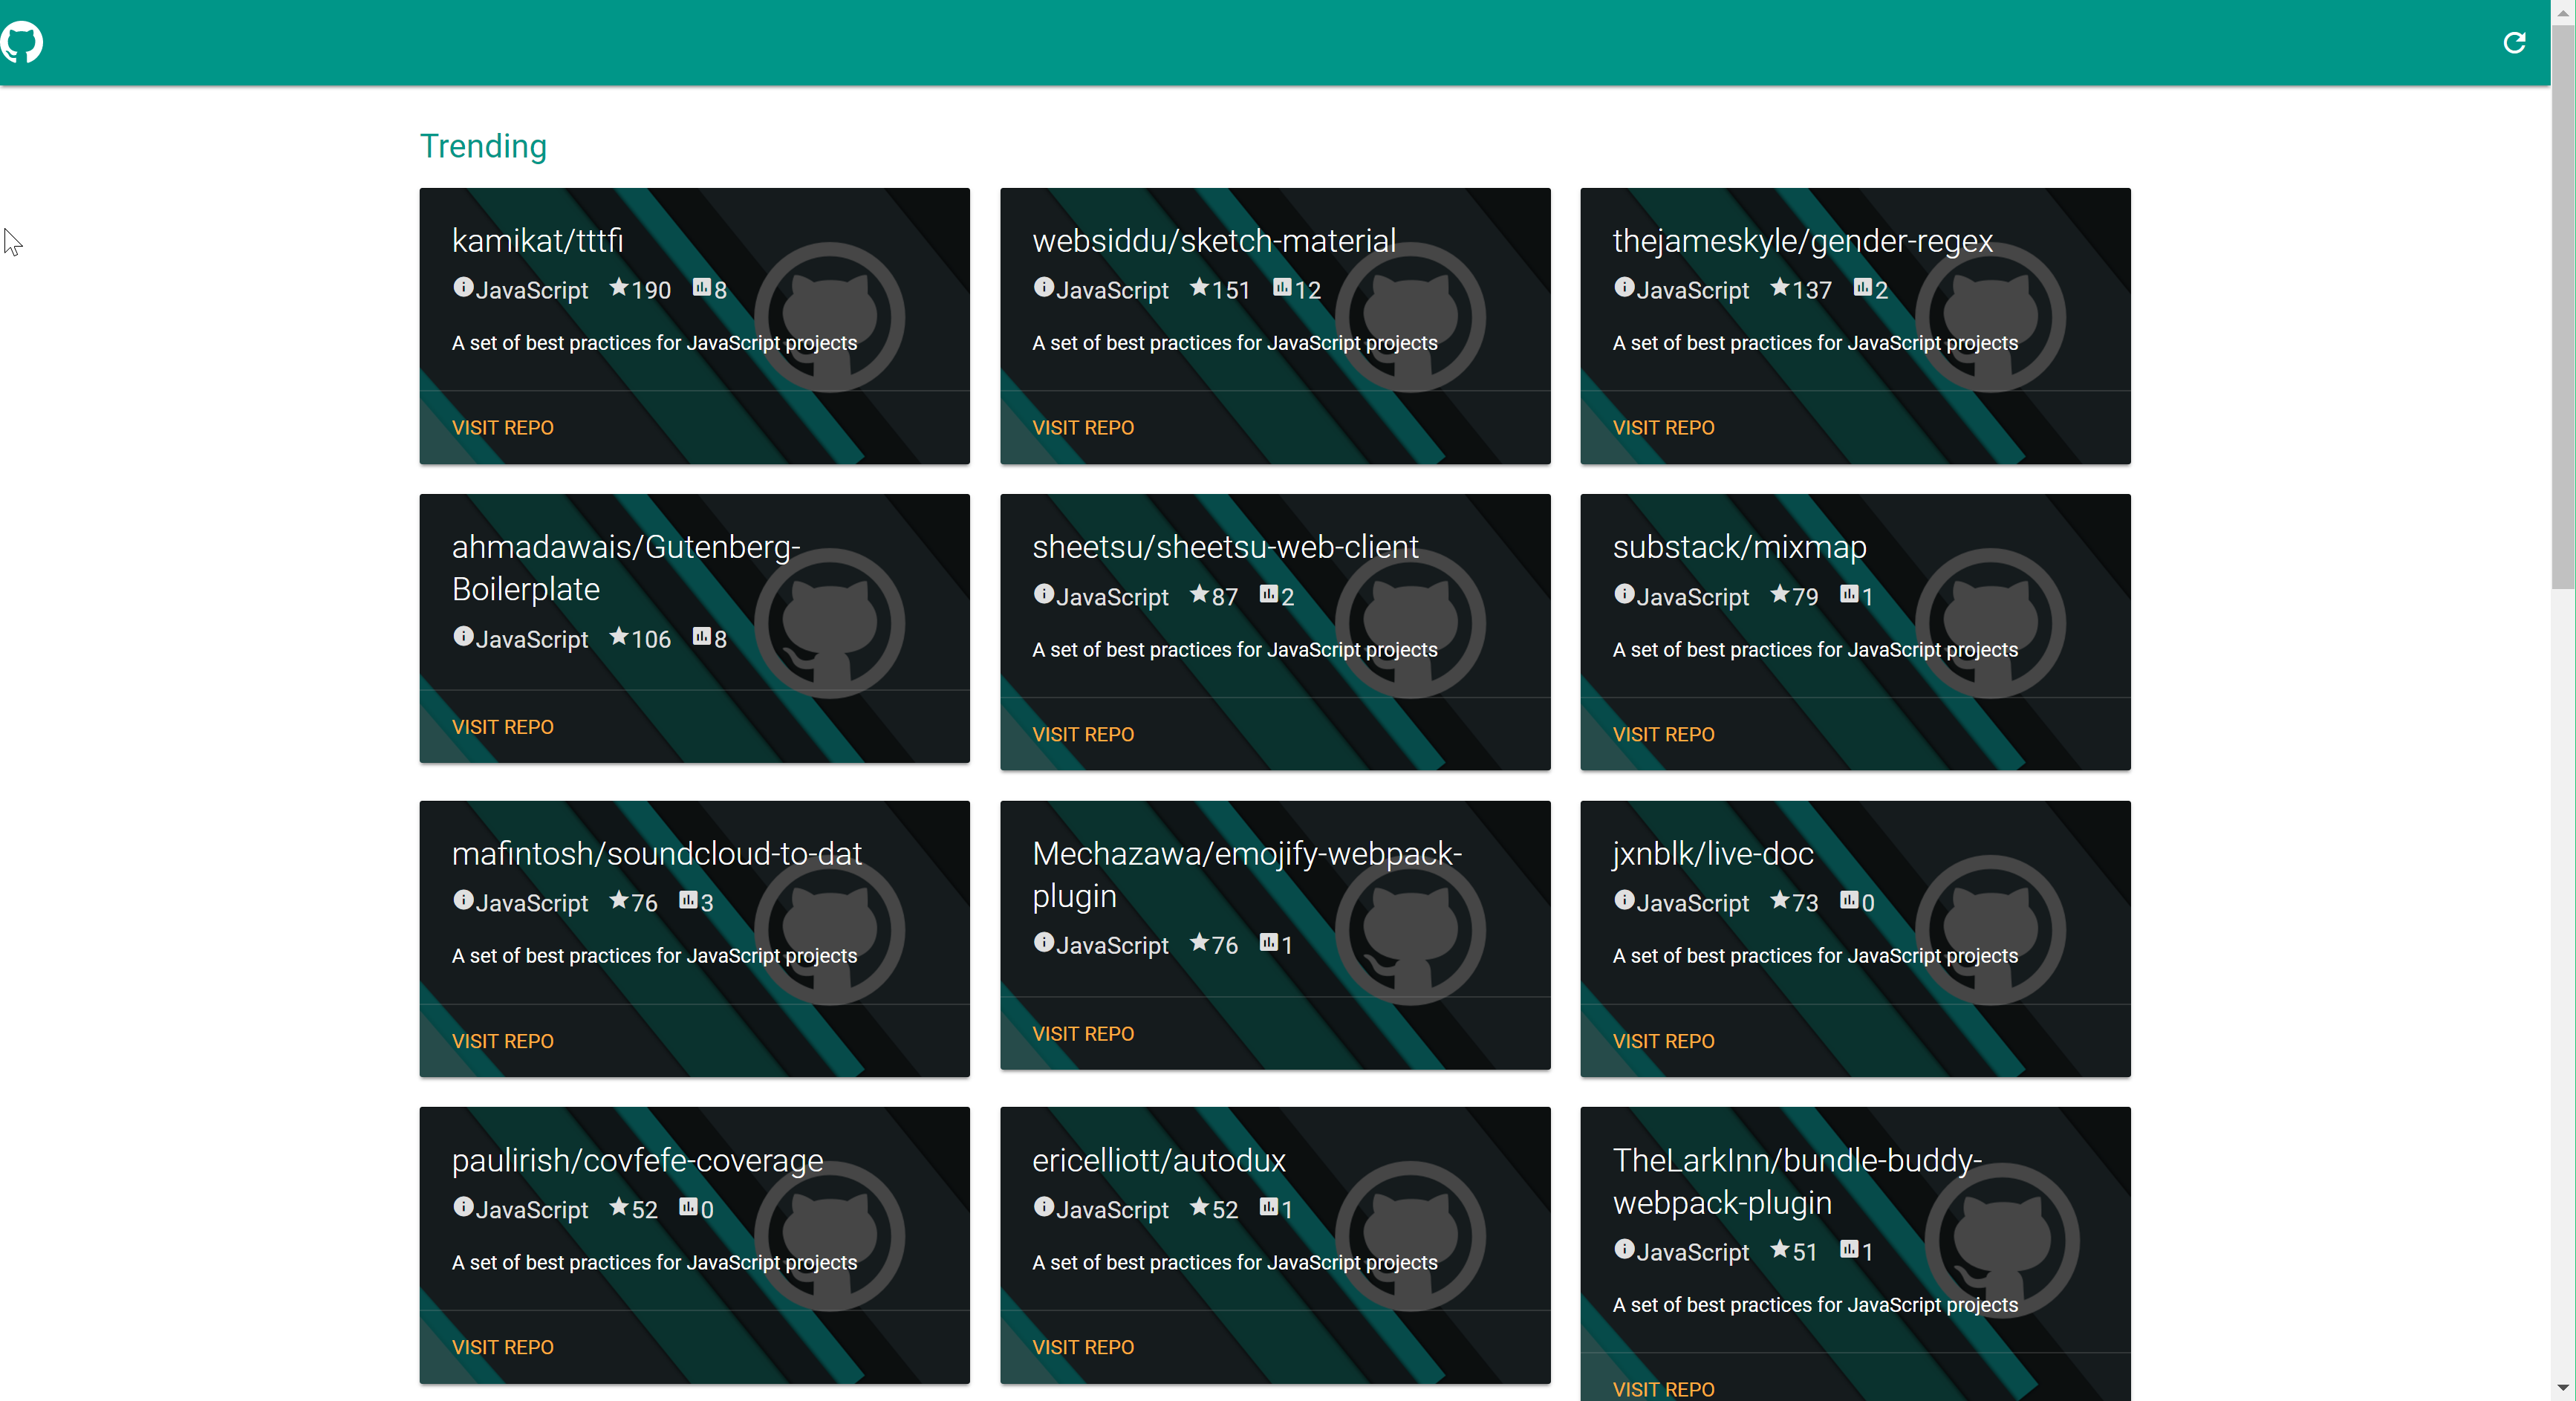 Trending
kamikat/tttfi
JavaScript 190 8
A set of best practices for JavaScript projects
VISIT REPO
websiddu/sketch-material
JavaScript 151 12
A set of best practices for JavaScript projects
VISIT REPO
thejameskyle/gender-regex
JavaScript 137 2
A set of best practices for JavaScript projects
VISIT REPO
ahmadawais/Gutenberg-
Boilerplate
JavaScript 106 8
VISIT REPO
sheetsu/sheetsu-web-client
JavaScript 87 2
A set of best practices for JavaScript projects
VISIT REPO
substack/mixmap
JavaScript 79 1
A set of best practices for JavaScript projects
VISIT REPO
mafintosh/soundcloud-to-dat
JavaScript 76 3
A set of best practices for JavaScript projects
VISIT REPO
Mechazawa/emojify-webpack-
plugin
JavaScript 76 1
VISIT REPO
jxnblk/live-doc
JavaScript 73 0
A set of best practices for JavaScript projects
VISIT REPO
paulirish/covfefe-coverage
JavaScript 52 0
A set of best practices for JavaScript projects
VISIT REPO
ericelliott/autodux
JavaScript 52 1
A set of best practices for JavaScript projects
VISIT REPO
TheLarkInn/bundle-buddy-
webpack-plugin
JavaScript 51 1
A set of best practices for JavaScript projects
VISIT REPO